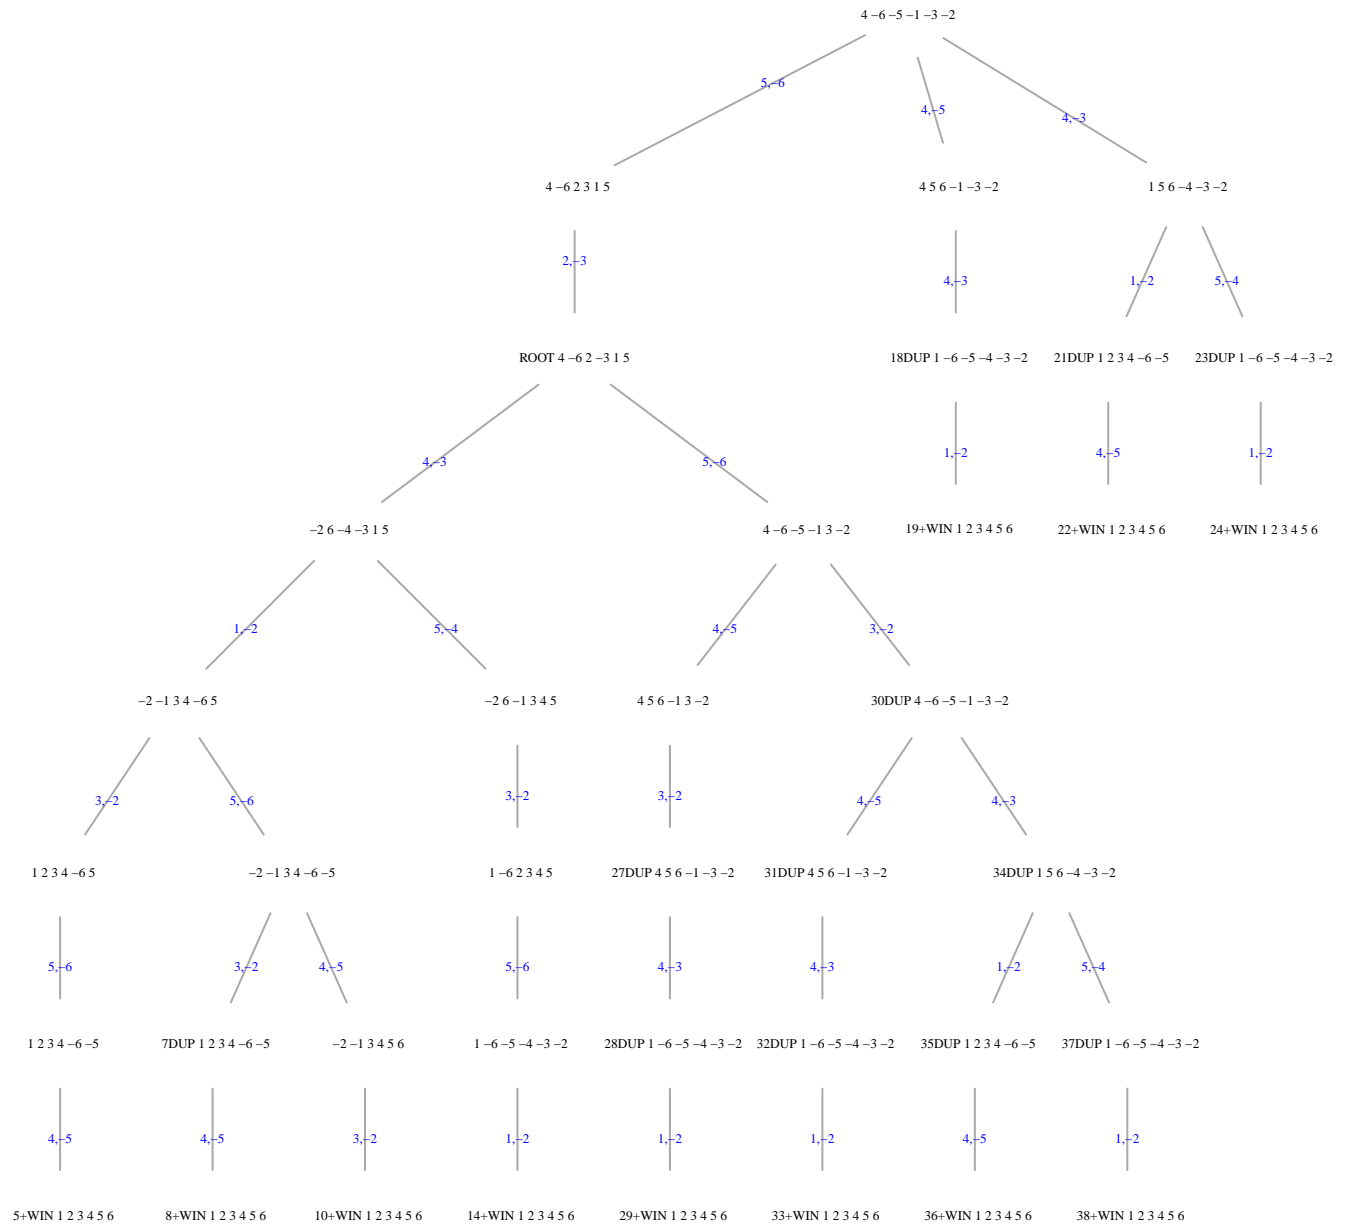 4 −6 −5 −1 −3 −2
5,−6
4,−5
4,−3
4 −6 2 3 1 5
4 5 6 −1 −3 −2
1 5 6 −4 −3 −2
2,−3
4,−3
1,−2
5,−4
ROOT 4 −6 2 −3 1 5
18DUP 1 −6 −5 −4 −3 −2
21DUP 1 2 3 4 −6 −5
23DUP 1 −6 −5 −4 −3 −2
4,−3
5,−6
1,−2
4,−5
1,−2
−2 6 −4 −3 1 5
4 −6 −5 −1 3 −2
19+WIN 1 2 3 4 5 6
22+WIN 1 2 3 4 5 6
24+WIN 1 2 3 4 5 6
1,−2
5,−4
4,−5
3,−2
−2 −1 3 4 −6 5
−2 6 −1 3 4 5
4 5 6 −1 3 −2
30DUP 4 −6 −5 −1 −3 −2
3,−2
5,−6
3,−2
3,−2
4,−5
4,−3
1 2 3 4 −6 5
−2 −1 3 4 −6 −5
1 −6 2 3 4 5
27DUP 4 5 6 −1 −3 −2
31DUP 4 5 6 −1 −3 −2
34DUP 1 5 6 −4 −3 −2
5,−6
3,−2
4,−5
5,−6
4,−3
4,−3
1,−2
5,−4
1 2 3 4 −6 −5
7DUP 1 2 3 4 −6 −5
−2 −1 3 4 5 6
1 −6 −5 −4 −3 −2
28DUP 1 −6 −5 −4 −3 −2
32DUP 1 −6 −5 −4 −3 −2
35DUP 1 2 3 4 −6 −5
37DUP 1 −6 −5 −4 −3 −2
4,−5
4,−5
3,−2
1,−2
1,−2
1,−2
4,−5
1,−2
5+WIN 1 2 3 4 5 6
8+WIN 1 2 3 4 5 6
10+WIN 1 2 3 4 5 6
14+WIN 1 2 3 4 5 6
29+WIN 1 2 3 4 5 6
33+WIN 1 2 3 4 5 6
36+WIN 1 2 3 4 5 6
38+WIN 1 2 3 4 5 6